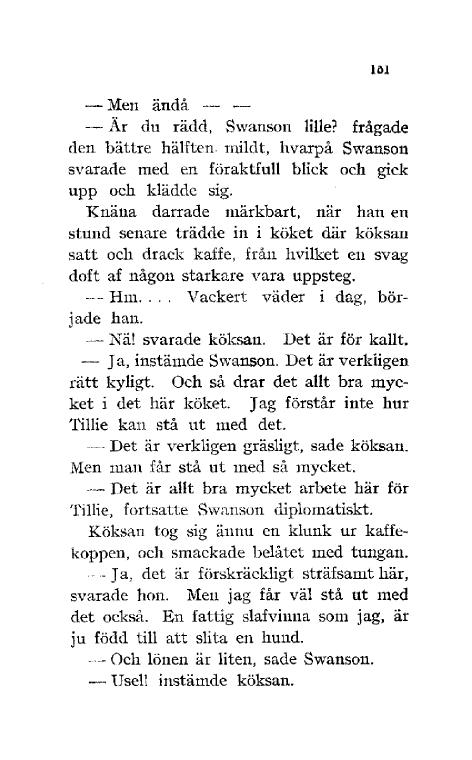 151
— Men ändå — —
— Är du rädd, Swanson lille? frågade
den bättre hälften mildt, hvarpå Swanson
svarade med en föraktfull blick och gick
upp och klädde sig.
Knäna darrade märkbart, när han en
stund senare trädde in i köket där köksan
satt och drack kaffe, från hvilket en svag
doft af någon starkare vara uppsteg.
— Hm. . . . Vackert väder i dag, bör-
jade han.
— Nä! svarade köksan. Det är för kallt.
— Ja, instämde Swanson. Det är verkligen
rätt kyligt. Och så drar det allt bra myc-
ket i det här köket. Jag förstår inte hur
Tillie kan stå ut med det.
— Det är verkligen gräsligt, sade köksan.
Men man får stå ut med så mycket.
— Det är allt bra mycket arbete här för
Tillie, fortsatte Swanson diplomatiskt.
Köksan tog sig ännu en klunk ur kaffe-
koppen, och smackade belåtet med tungan.
— Ja, det är förskräckligt sträfsamt här,
svarade hon. Men jag får väl stå ut med
det också. En fattig slafvinna som jag, är
ju född till att slita en hund.
— Och lönen är liten, sade Swanson.
— Usel! instämde köksan.